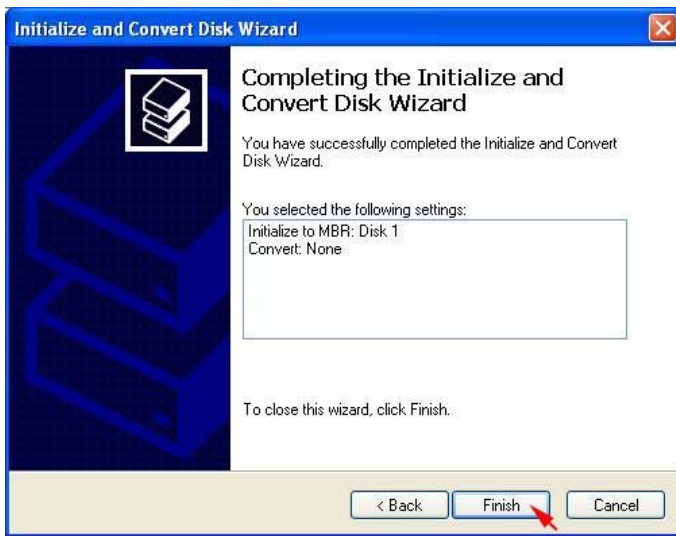 Initialize and Convert Disk Wizard
Completing the Initialize and
Convert Disk Wizard
You have successfully completed the Initialize and Convert
Disk Wizard.
You selected the following settings:
Initialize to MBR: Disk 1
Convert: None
To close this wizard, click Finish.
< Back Finish Cancel